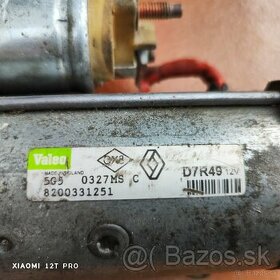 Valeo
MADE IN POLAND
5G5 0327MS C
D7R49 12V
8200331251
XIAOMI 12T PRO
bazos.sk